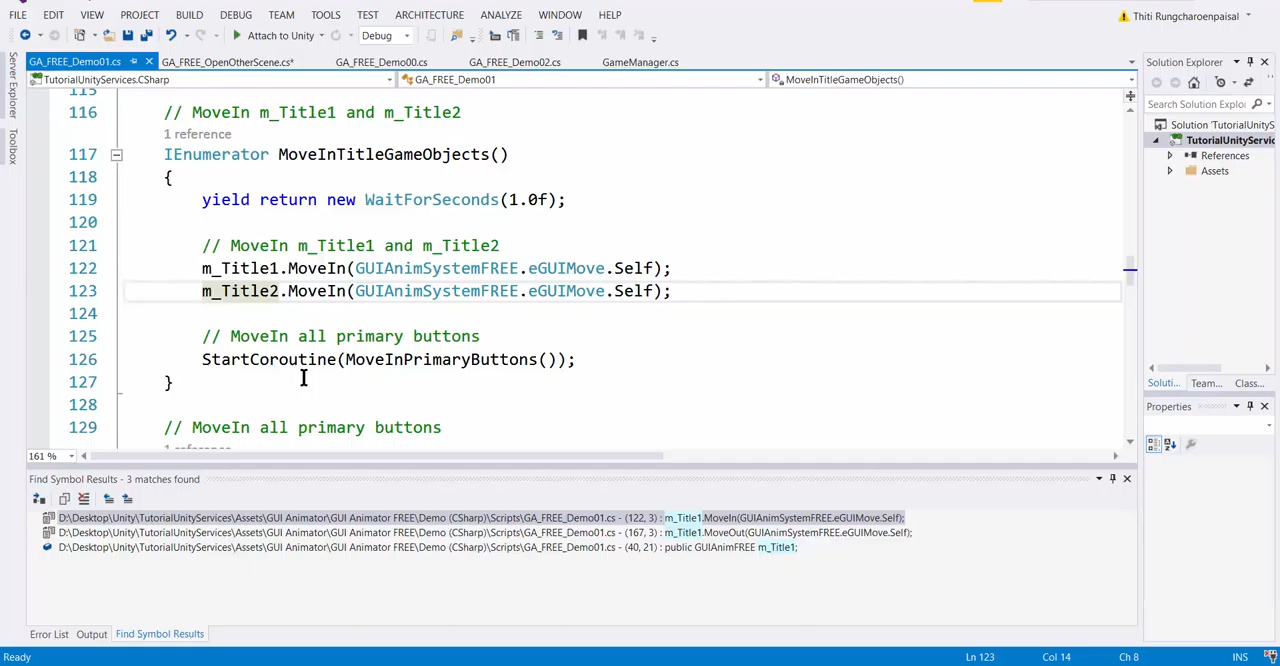 FILE EDIT VIEW PROJECT BUILD DEBUG TEAM TOOLS TEST ARCHITECTURE ANALYZE WINDOW HELP Thiti Rungcharoenpaisal
Attach to Unity Debug
GA_FREE_Demo01.cs GA_FREE_OpenOtherScene.cs* GA_FREE_Demo00.cs GA_FREE_Demo02.cs GameManager.cs
TutorialUnityServices.CSharp GA_FREE_Demo01 MoveInTitleGameObjects()
Server Explorer
Toolbox
115
116 // MoveIn m_Title1 and m_Title2
1 reference
117 IEnumerator MoveInTitleGameObjects()
118 {
119 yield return new WaitForSeconds(1.0f);
120
121 // MoveIn m_Title1 and m_Title2
122 m_Title1.MoveIn(GUIAnimSystemFREE.eGUIMove.Self);
123 m_Title2.MoveIn(GUIAnimSystemFREE.eGUIMove.Self);
124
125 // MoveIn all primary buttons
126 StartCoroutine(MoveInPrimaryButtons());
127 }
128
129 // MoveIn all primary buttons
1 reference
161 %
Find Symbol Results - 3 matches found
D:\Desktop\Unity\TutorialUnityServices\Assets\GUI Animator\GUI Animator FREE\Demo (CSharp)\Scripts\GA_FREE_Demo01.cs - (122, 3) : m_Title1.MoveIn(GUIAnimSystemFREE.eGUIMove.Self);
D:\Desktop\Unity\TutorialUnityServices\Assets\GUI Animator\GUI Animator FREE\Demo (CSharp)\Scripts\GA_FREE_Demo01.cs - (167, 3) : m_Title1.MoveOut(GUIAnimSystemFREE.eGUIMove.Self);
D:\Desktop\Unity\TutorialUnityServices\Assets\GUI Animator\GUI Animator FREE\Demo (CSharp)\Scripts\GA_FREE_Demo01.cs - (40, 21) : public GUIAnimFREE m_Title1;
Error List Output Find Symbol Results
Solution Explorer
Search Solution Explo
Solution 'TutorialUnityS
TutorialUnityServic
References
Assets
Soluti... Team... Class...
Properties
Ready Ln 123 Col 14 Ch 8 INS